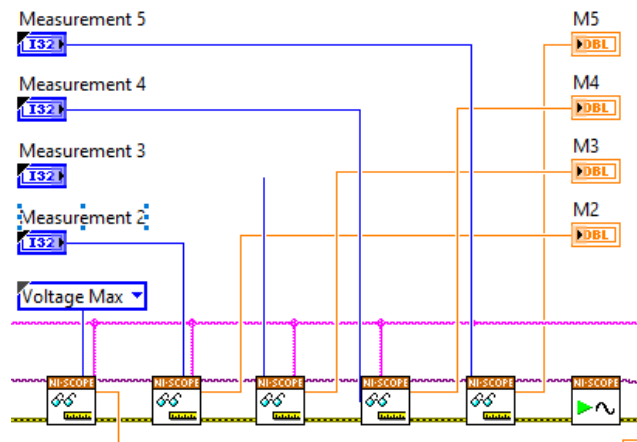 Measurement 5 M5
I32 DBL
Measurement 4 M4
I32 DBL
Measurement 3 M3
I32 DBL
Measurement 2 M2
I32 DBL
Voltage Max
NI-SCOPE NI-SCOPE NI-SCOPE NI-SCOPE NI-SCOPE NI-SCOPE